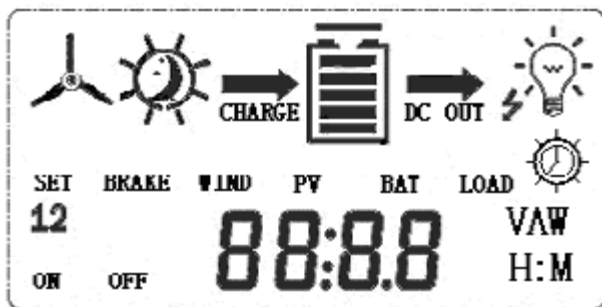 CHARGE DC OUT
SET BRAKE WIND PV BAT LOAD
12 88:8.8 VAW
ON OFF H:M